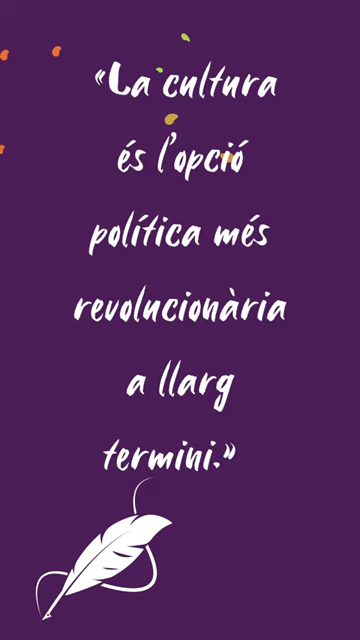 «La cultura
és l'opció
política més
revolucionària
a llarg
termini.»